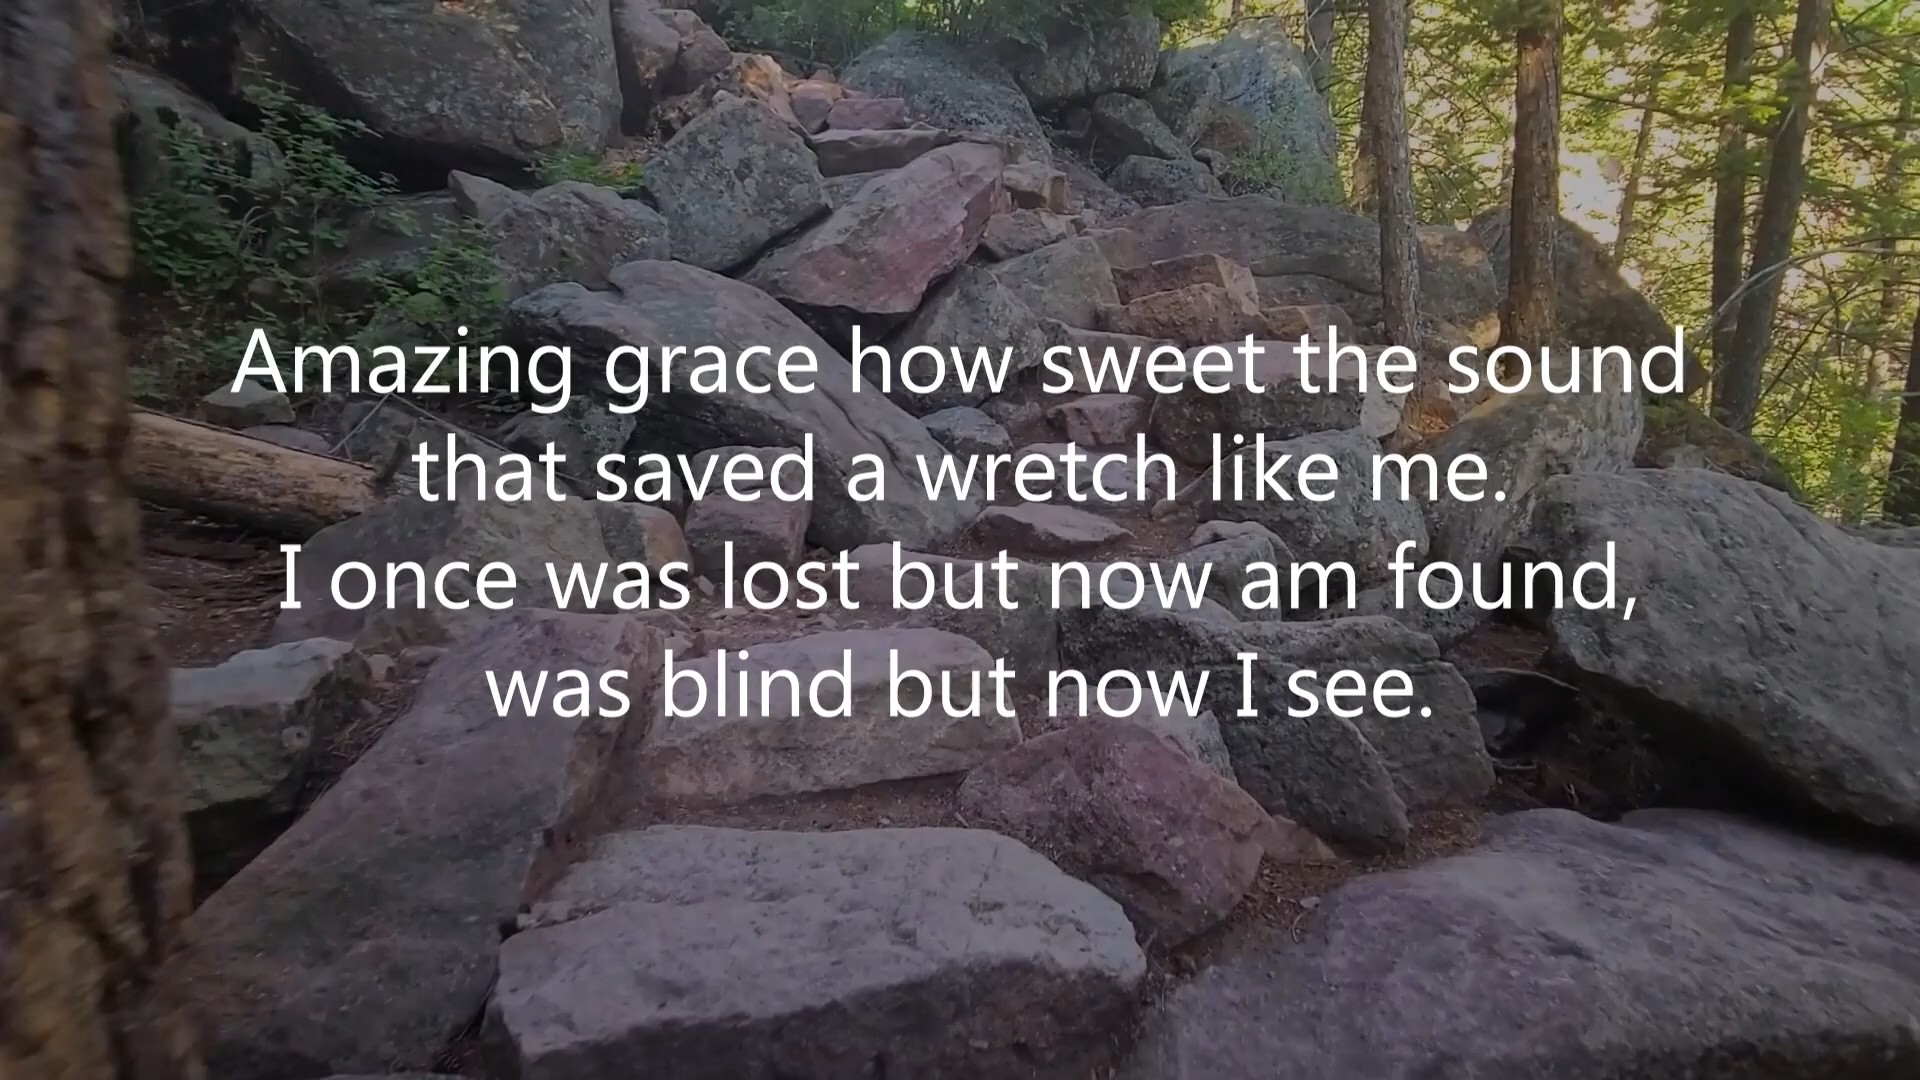 Amazing grace how sweet the sound
that saved a wretch like me.
I once was lost but now am found,
was blind but now I see.